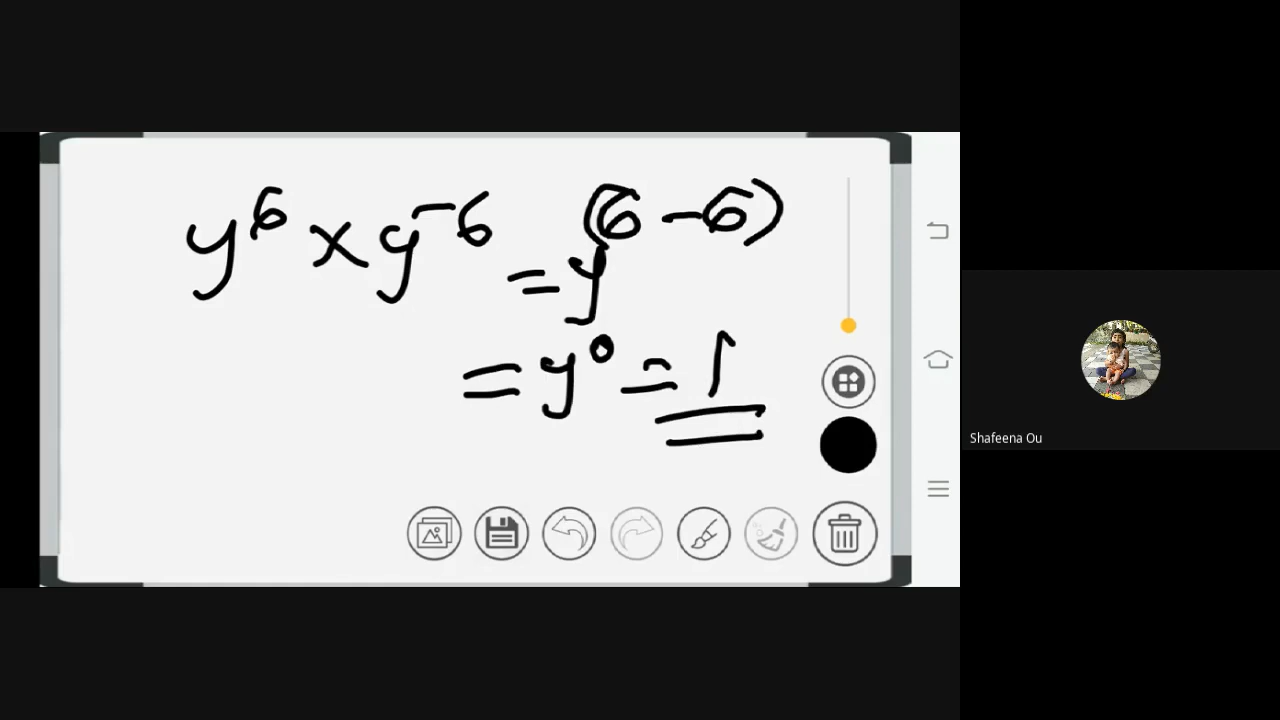 y⁶ x y⁻⁶ = y⁽⁶⁻⁶⁾
= y⁰ = 1
Shafeena Ou